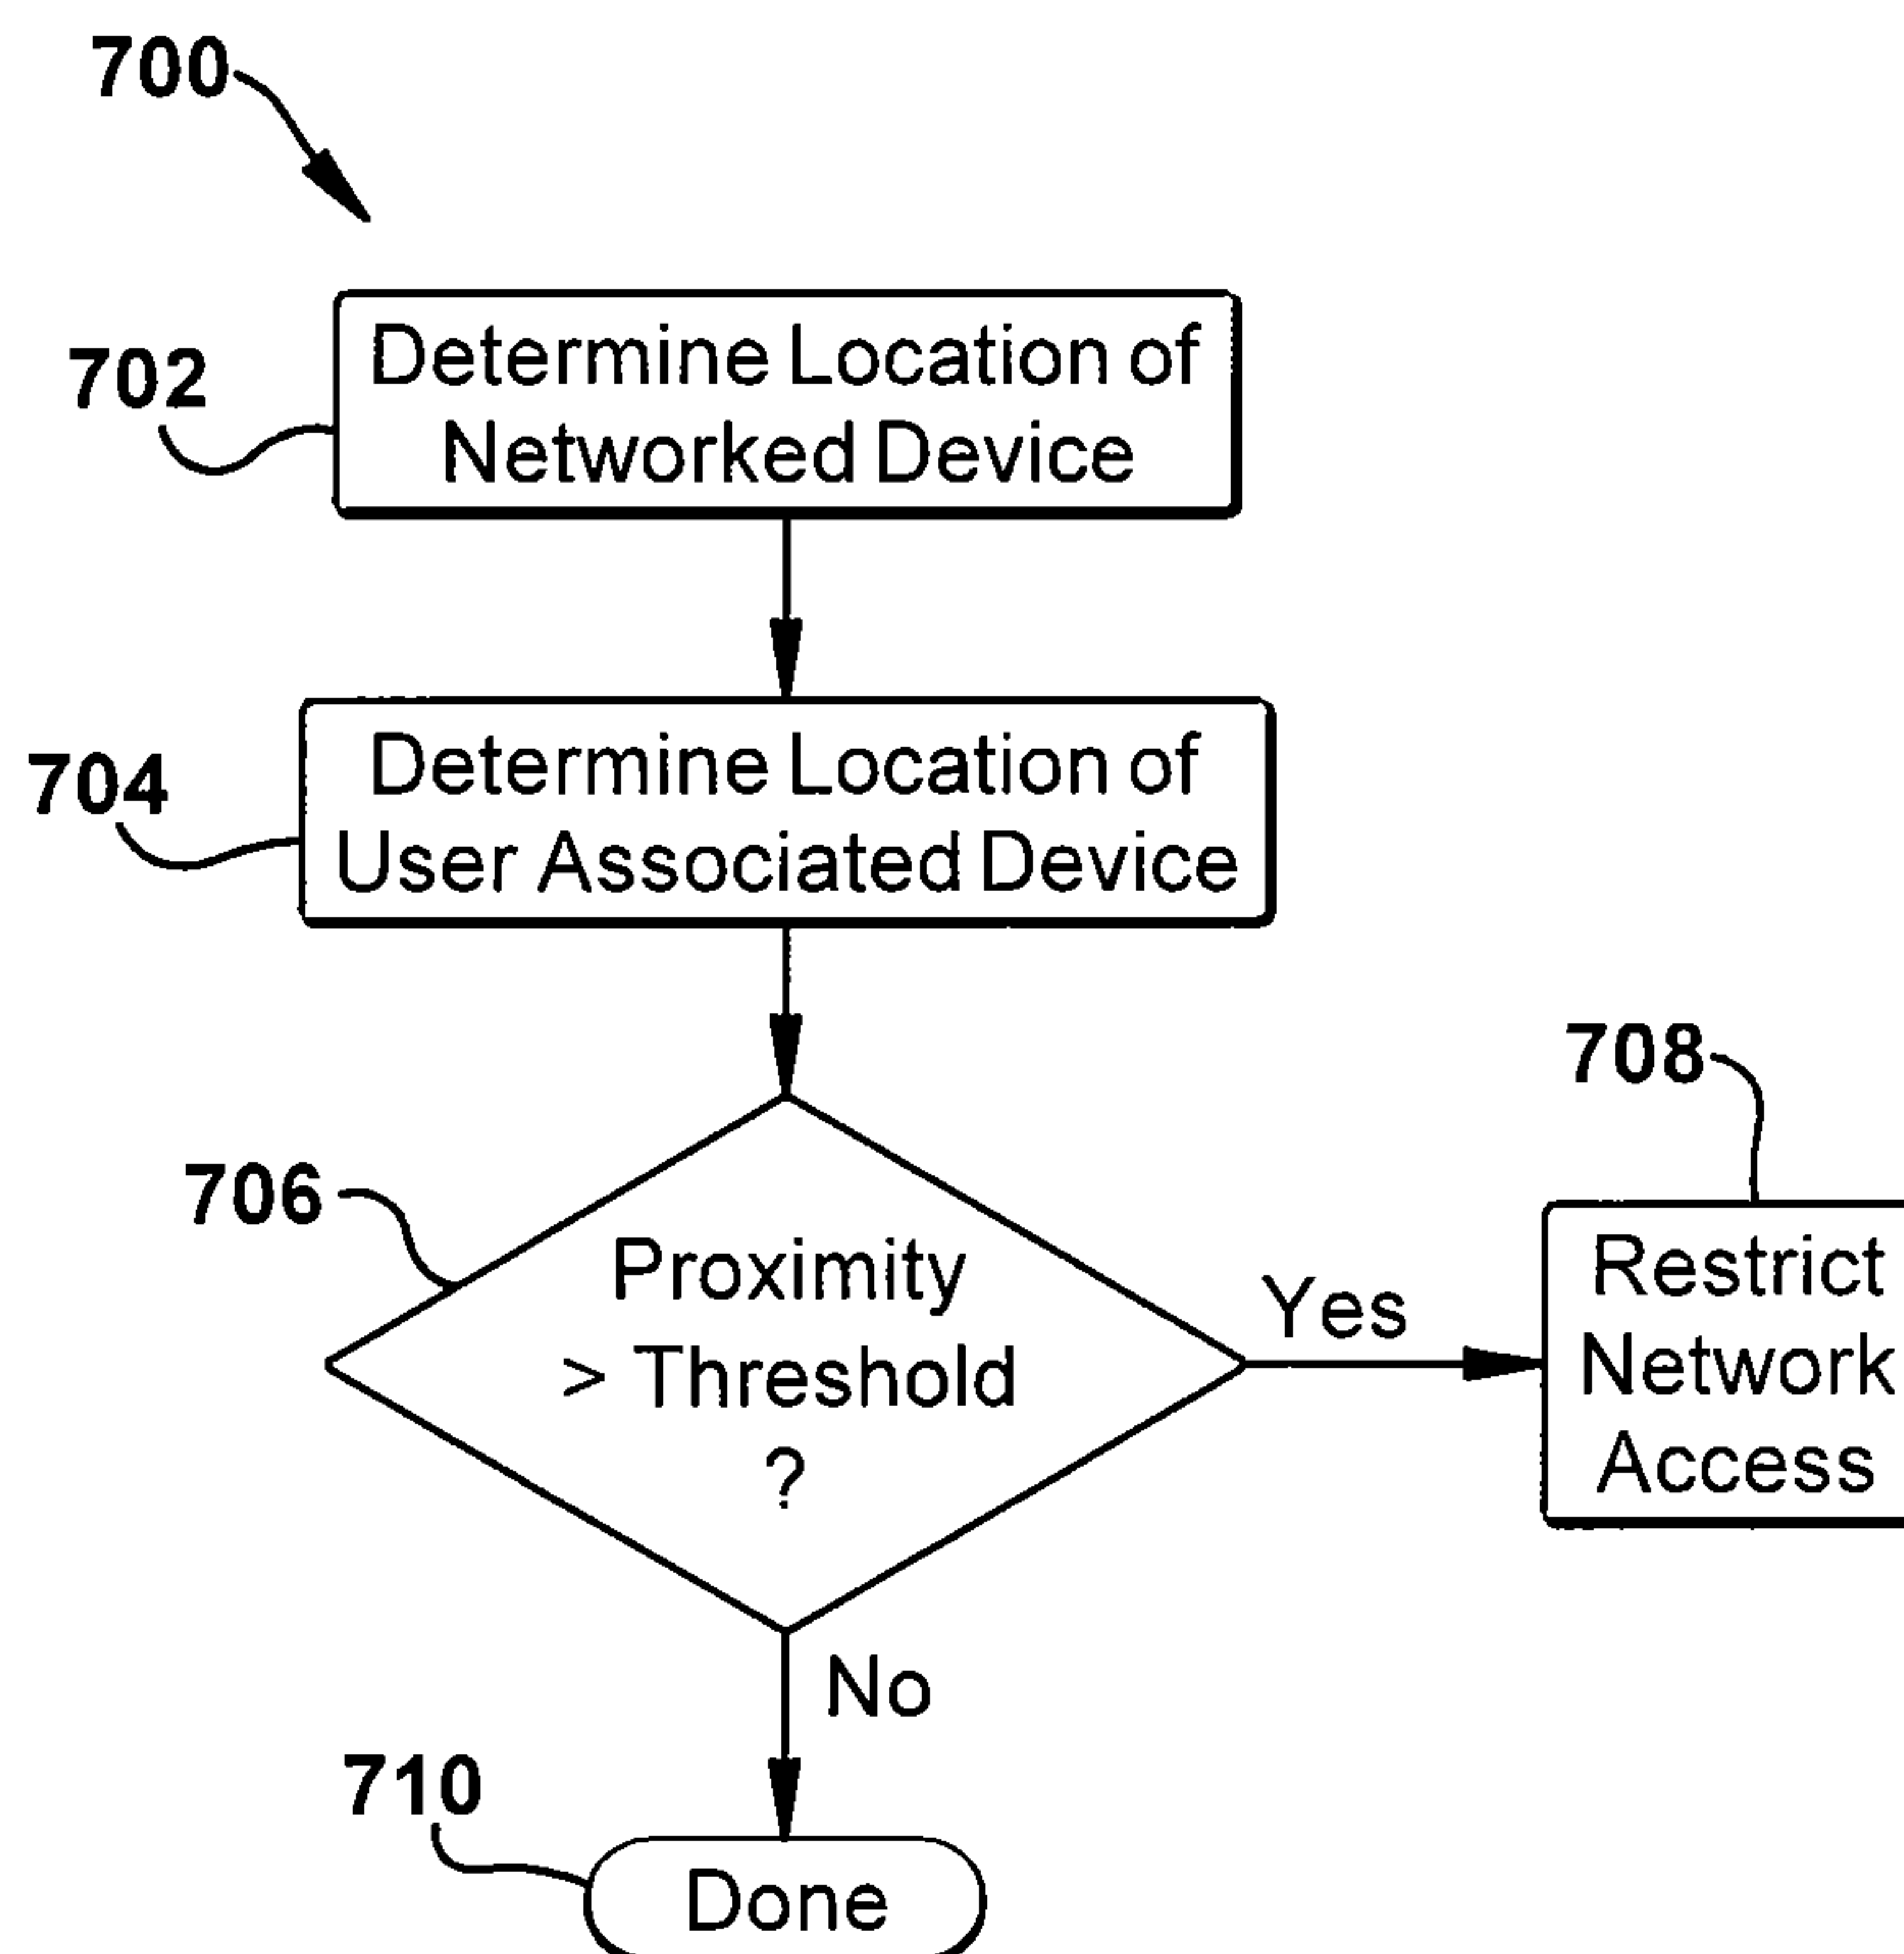 700
702
Determine Location of
Networked Device
704
Determine Location of
User Associated Device
706
Proximity
> Threshold
?
Yes
708
Restrict
Network
Access
No
710
Done